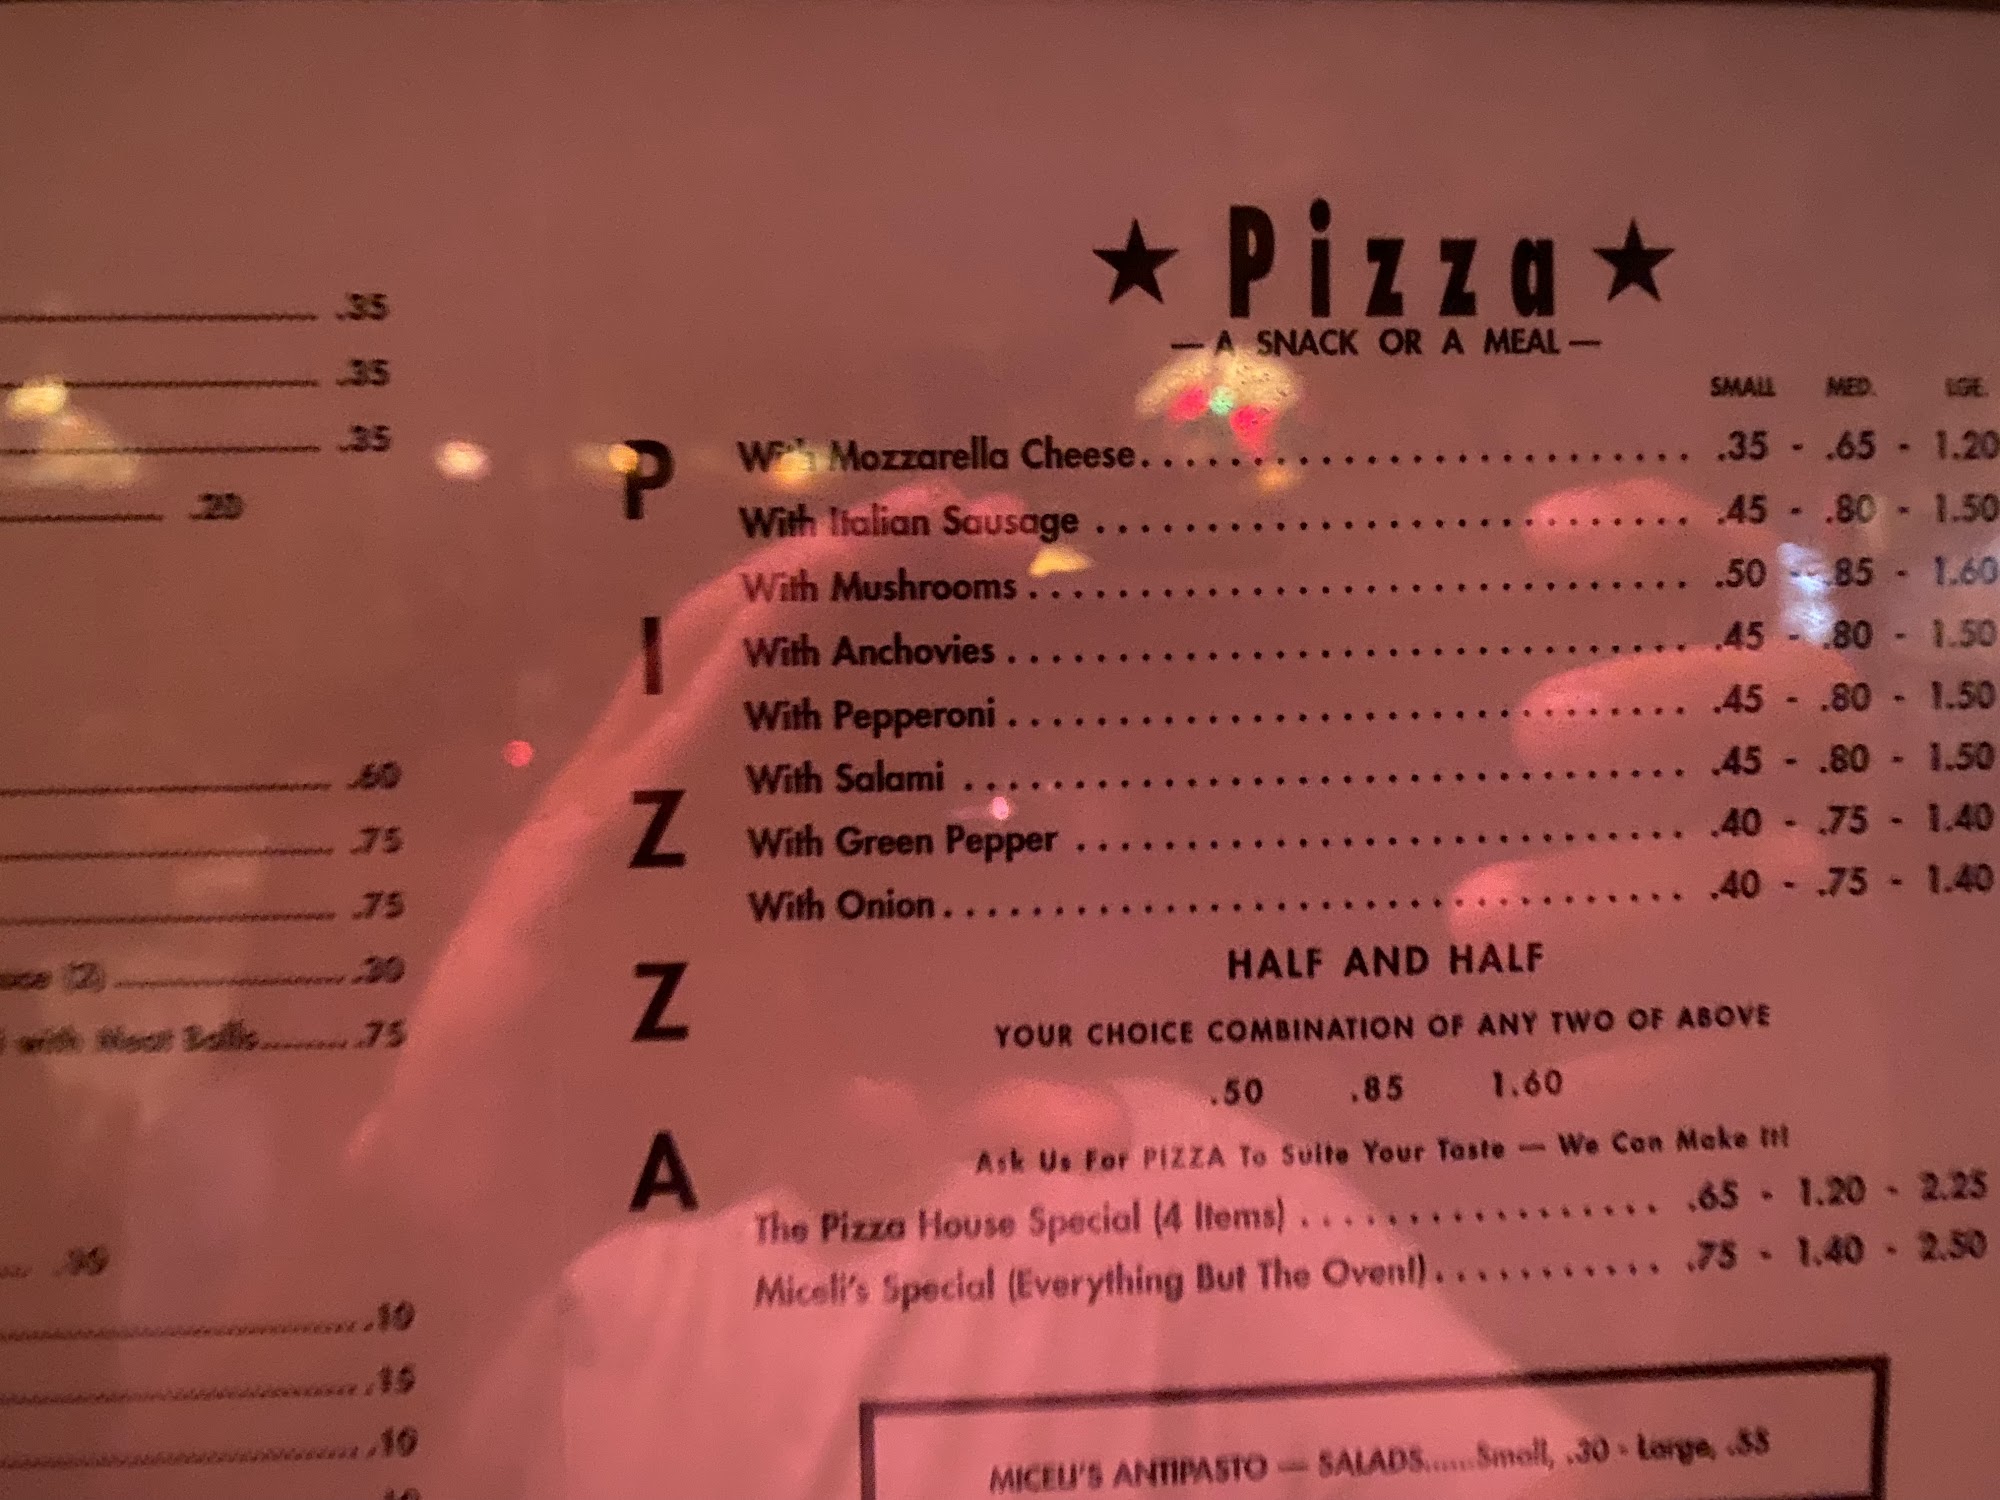 .35
.35
.35
.20
.60
.75
.75
(2) .30
with Meat Balls .75
.10
.15
.10
.10
★ Pizza ★
— A SNACK OR A MEAL —
SMALL MED. LGE.
PIZZA
With Mozzarella Cheese .35 - .65 - 1.20
With Italian Sausage .45 - .80 - 1.50
With Mushrooms .50 - .85 - 1.60
With Anchovies .45 - .80 - 1.50
With Pepperoni .45 - .80 - 1.50
With Salami .45 - .80 - 1.50
With Green Pepper .40 - .75 - 1.40
With Onion .40 - .75 - 1.40
HALF AND HALF
YOUR CHOICE COMBINATION OF ANY TWO OF ABOVE
.50 .85 1.60
Ask Us For PIZZA To Suite Your Taste — We Can Make It!
The Pizza House Special (4 Items) .65 - 1.20 - 2.25
Miceli's Special (Everything But The Oven!) .75 - 1.40 - 2.50
MICELI'S ANTIPASTO — SALADS......Small, .30 - Large, .55